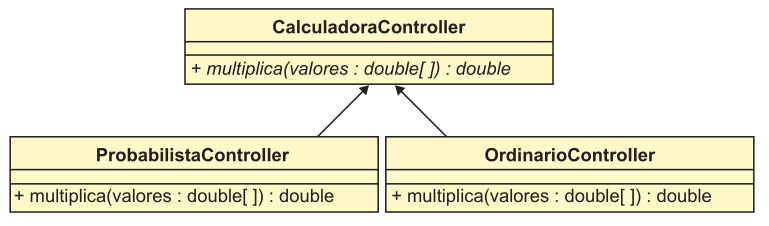 CalculadoraController
+ multiplica(valores : double[ ]) : double
ProbabilistaController
+ multiplica(valores : double[ ]) : double
OrdinarioController
+ multiplica(valores : double[ ]) : double